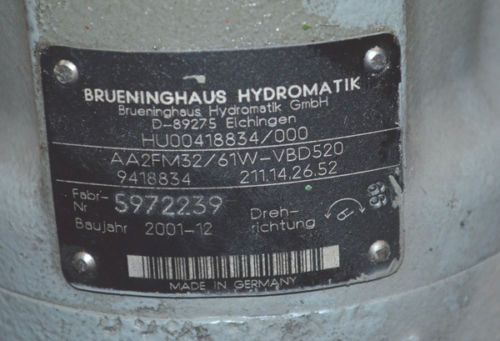 BRUENINGHAUS HYDROMATIK
Brueninghaus Hydromatik GmbH
D-89275 Elchingen
HU00418834/000
AA2FM32/61W-VBD520
9418834 211.14.26.52
Fabr-
Nr 5972239 Dreh-
richtung
Baujahr 2001-12
MADE IN GERMANY